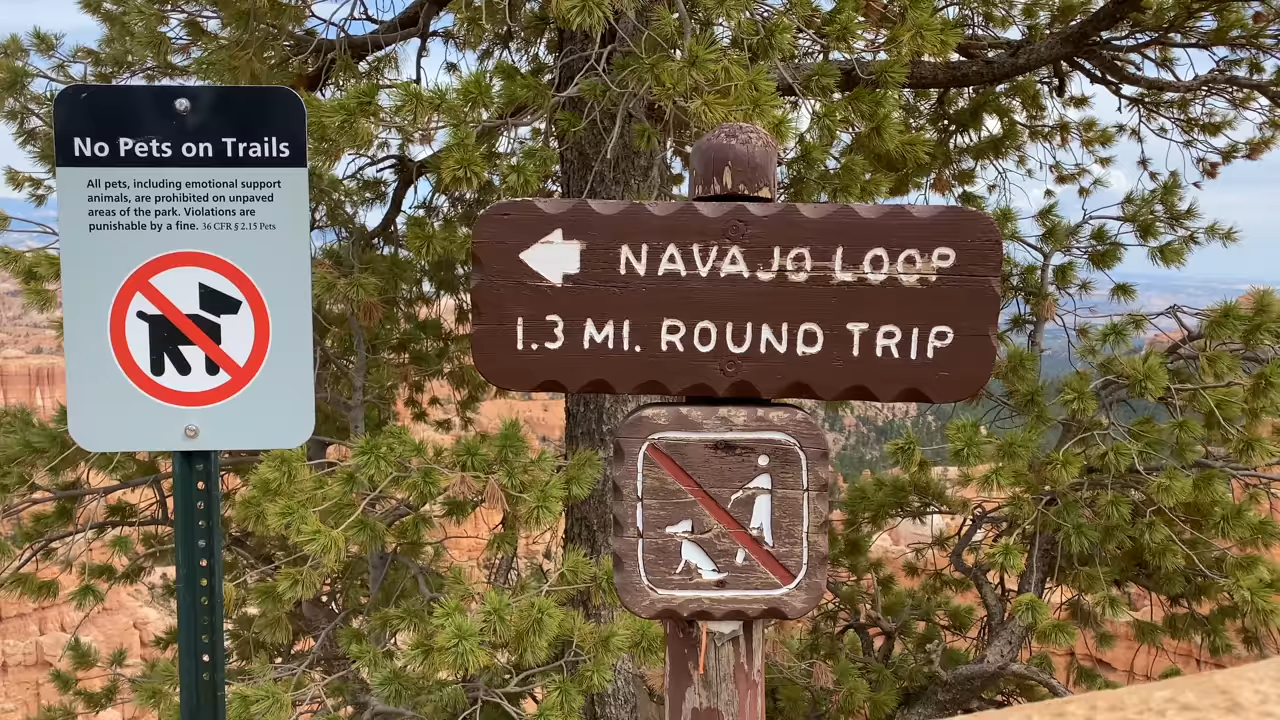 No Pets on Trails
All pets, including emotional support
animals, are prohibited on unpaved
areas of the park. Violations are
punishable by a fine. 36 CFR § 2.15 Pets
NAVAJO LOOP
1.3 MI. ROUND TRIP